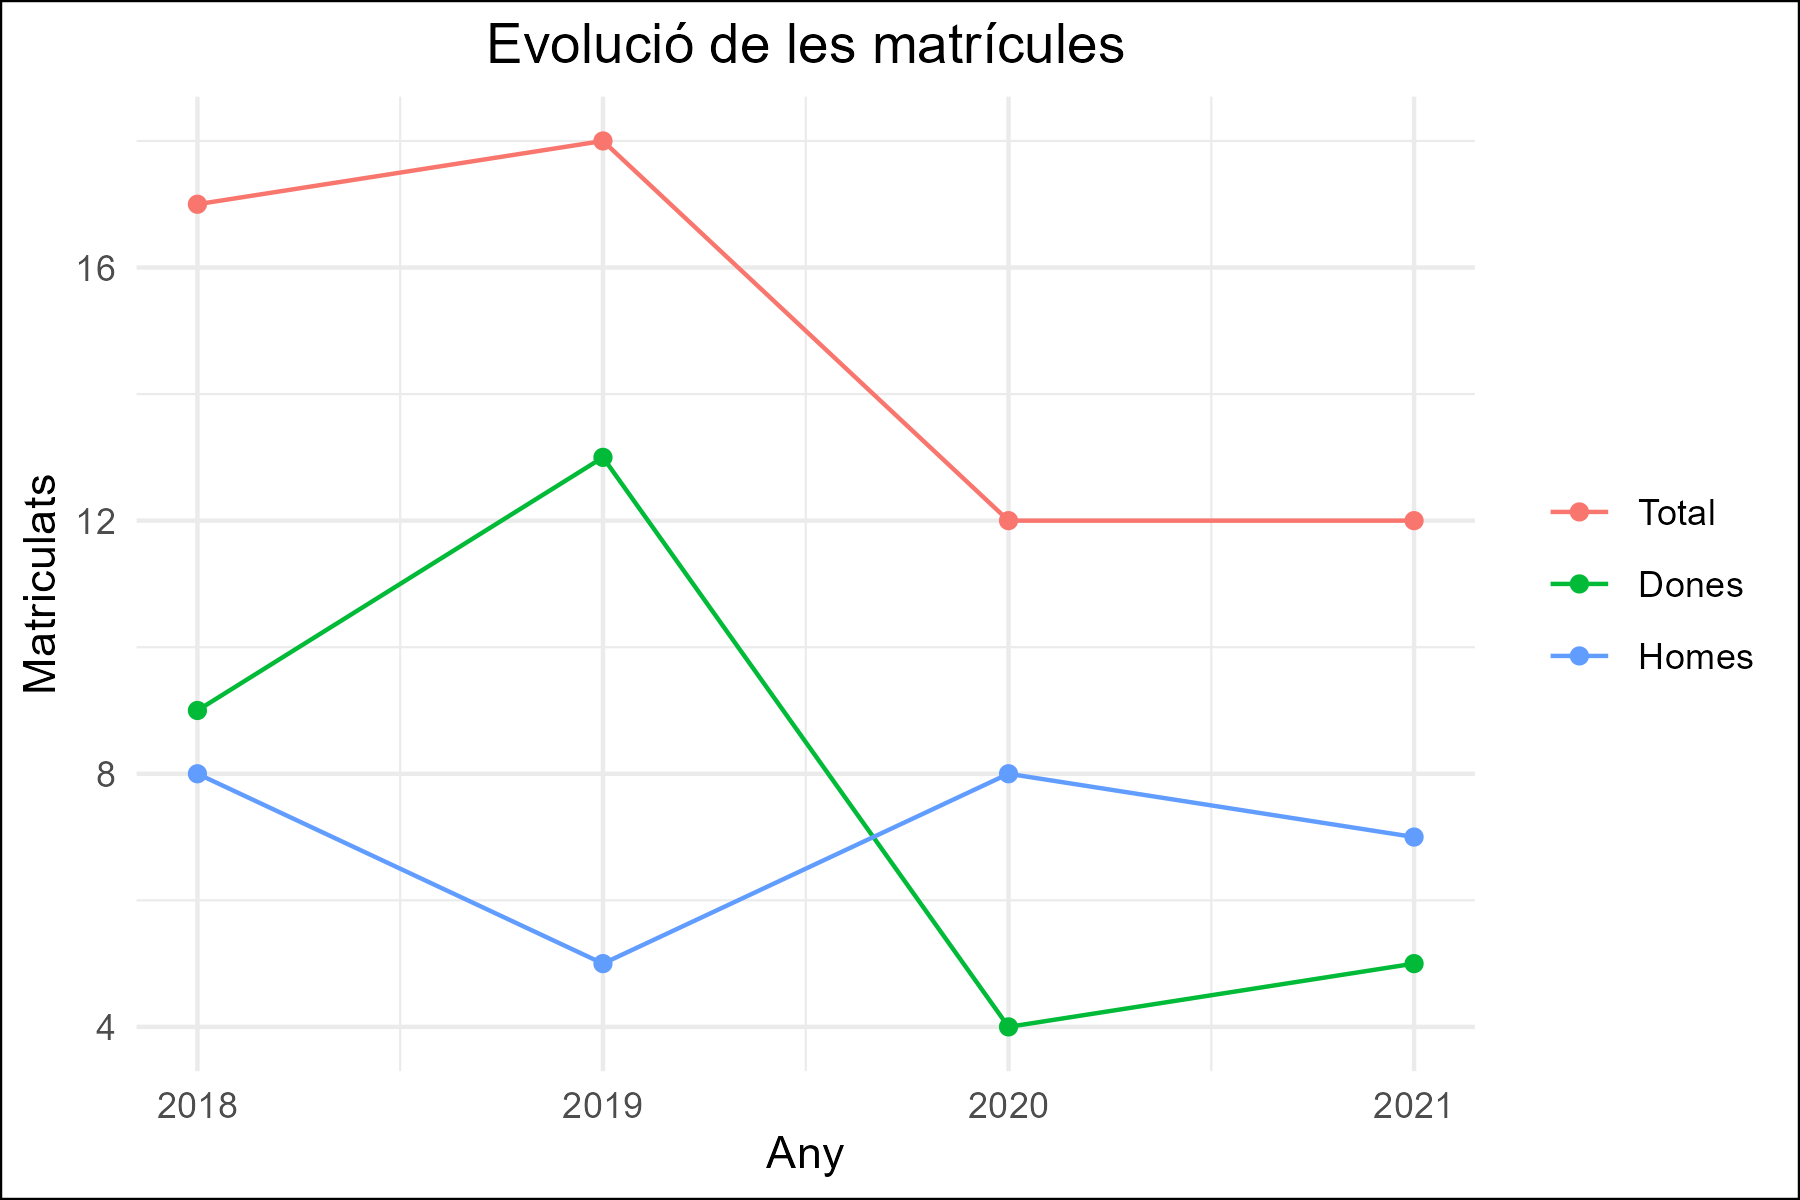 Evolució de les matrícules
Matriculats
16
12
8
4
2018
2019
2020
2021
Any
Total
Dones
Homes